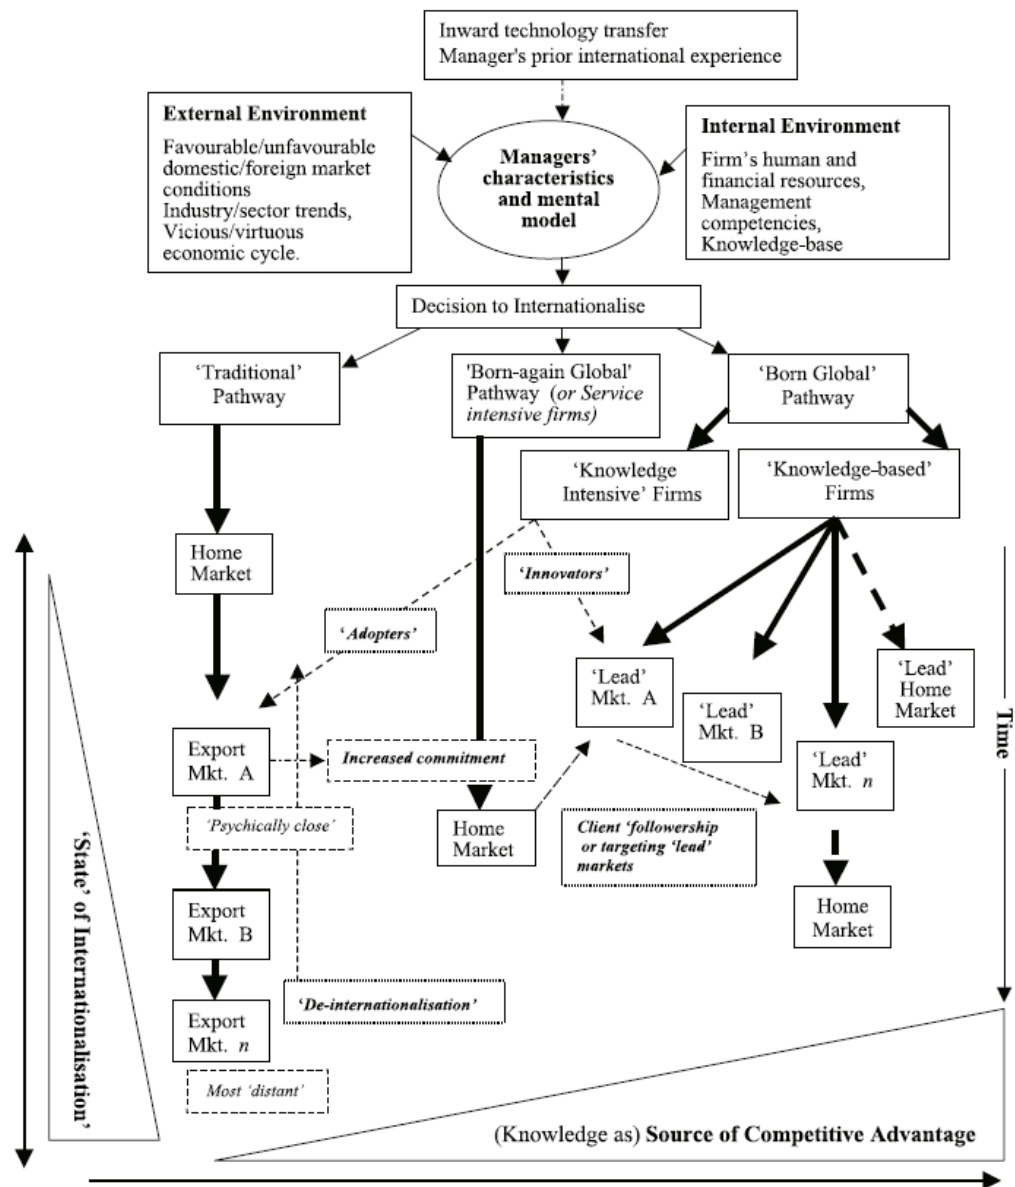 Inward technology transfer
Manager's prior international experience
External Environment
Favourable/unfavourable
domestic/foreign market
conditions
Industry/sector trends,
Vicious/virtuous
economic cycle.
Managers’
characteristics
and mental
model
Internal Environment
Firm’s human and
financial resources,
Management
competencies,
Knowledge-base
Decision to Internationalise
‘Traditional’
Pathway
'Born-again Global'
Pathway (or Service
intensive firms)
‘Born Global’
Pathway
‘Knowledge
Intensive’ Firms
‘Knowledge-based’
Firms
Home
Market
‘Innovators’
‘Adopters’
‘Lead’
Mkt. A
‘Lead’
Mkt. B
‘Lead’
Home
Market
Export
Mkt. A
Increased commitment
‘Lead’
Mkt. n
‘Psychically close’
Home
Market
Client ‘followership
or targeting ‘lead’
markets
Export
Mkt. B
Home
Market
‘De-internationalisation’
Export
Mkt. n
Most ‘distant’
‘State’ of Internationalisation’
Time
(Knowledge as) Source of Competitive Advantage